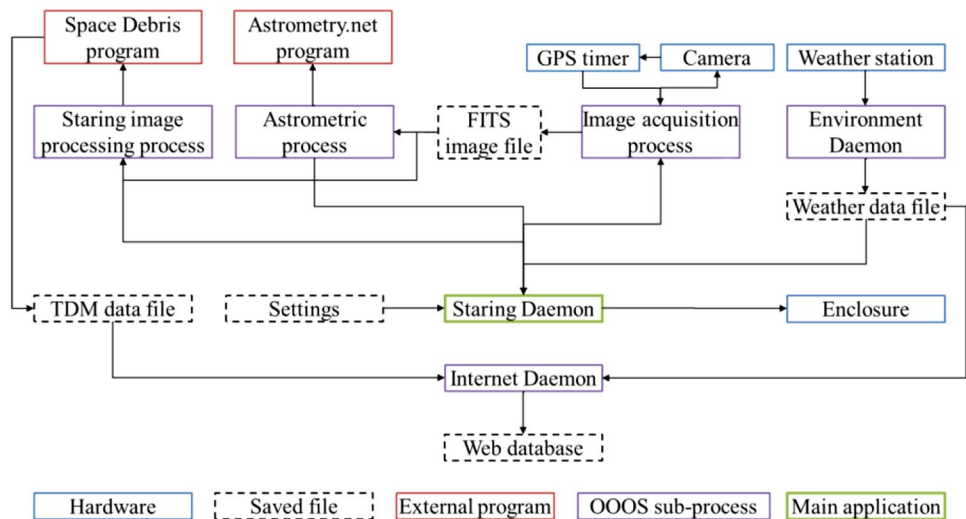 Space Debris
program
Astrometry.net
program
GPS timer
Camera
Weather station
Staring image
processing process
Astrometric
process
FITS
image file
Image acquisition
process
Environment
Daemon
Weather data file
TDM data file
Settings
Staring Daemon
Enclosure
Internet Daemon
Web database
Hardware
Saved file
External program
OOOS sub-process
Main application